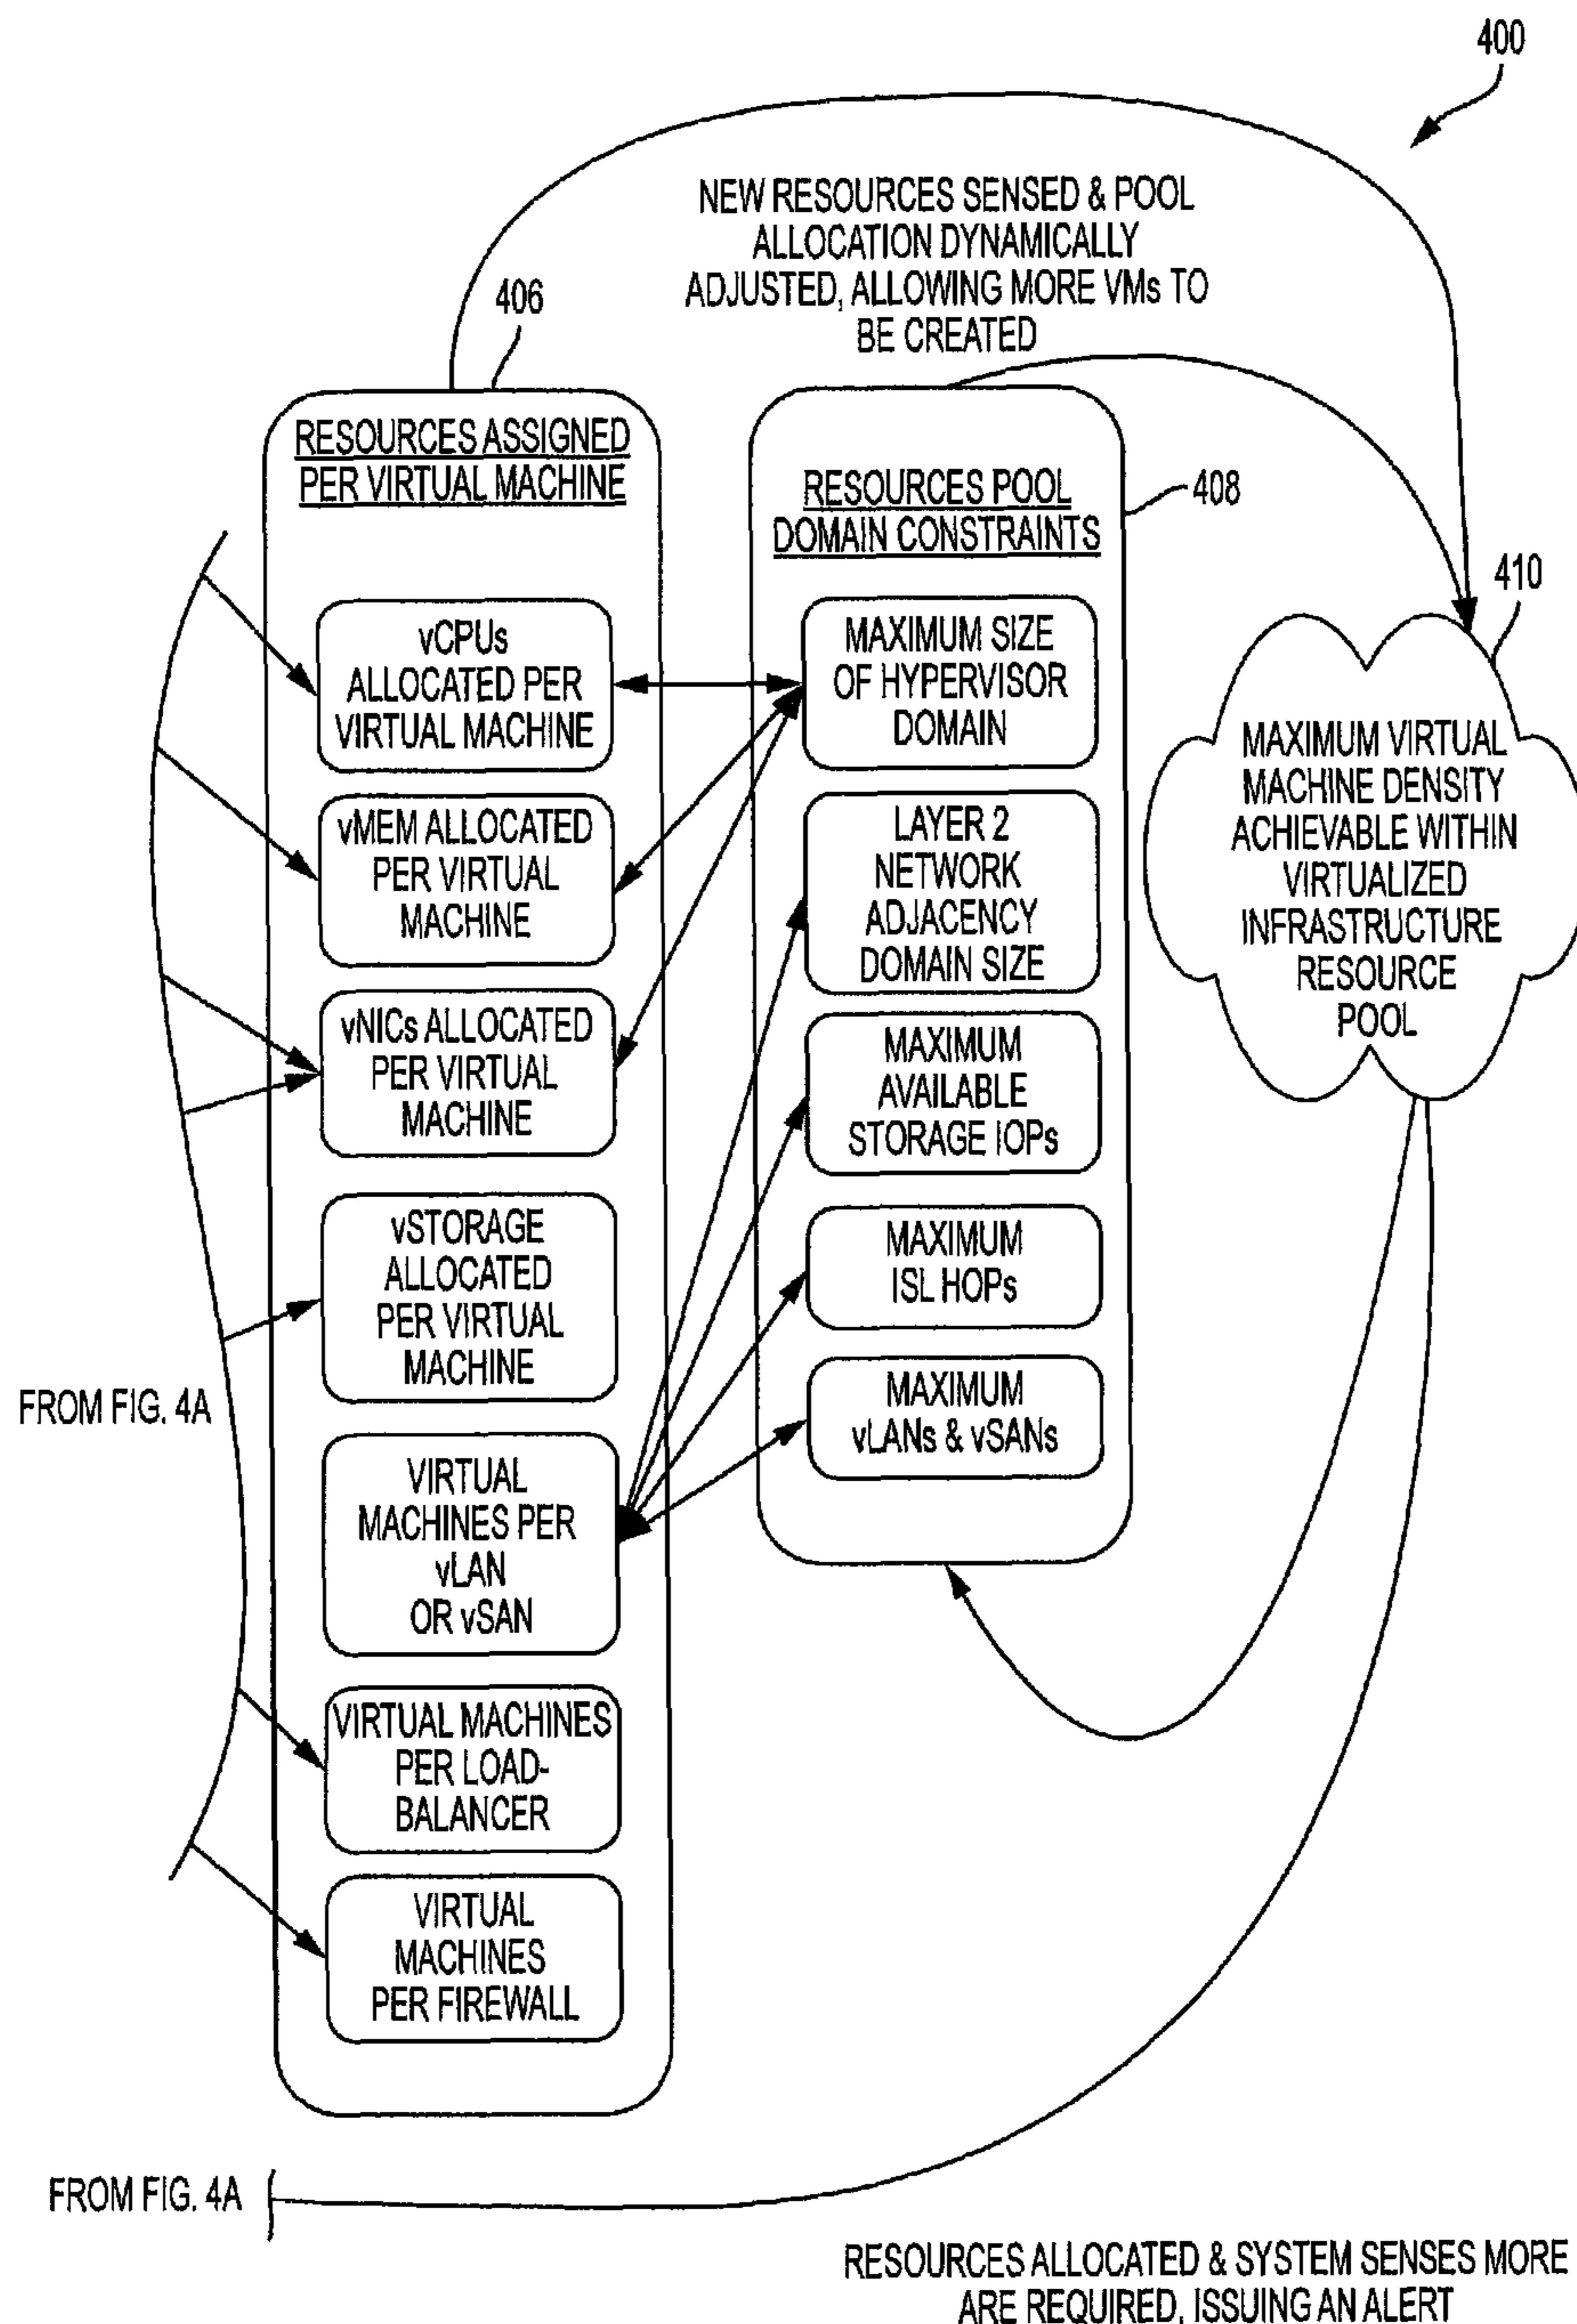 400
NEW RESOURCES SENSED & POOL
ALLOCATION DYNAMICALLY
ADJUSTED, ALLOWING MORE VMs TO
BE CREATED
406
RESOURCES ASSIGNED
PER VIRTUAL MACHINE
vCPUs
ALLOCATED PER
VIRTUAL MACHINE
vMEM ALLOCATED
PER VIRTUAL
MACHINE
vNICs ALLOCATED
PER VIRTUAL
MACHINE
vSTORAGE
ALLOCATED
PER VIRTUAL
MACHINE
VIRTUAL
MACHINES PER
vLAN
OR vSAN
VIRTUAL MACHINES
PER LOAD-
BALANCER
VIRTUAL
MACHINES
PER FIREWALL
RESOURCES POOL
DOMAIN CONSTRAINTS
408
MAXIMUM SIZE
OF HYPERVISOR
DOMAIN
LAYER 2
NETWORK
ADJACENCY
DOMAIN SIZE
MAXIMUM
AVAILABLE
STORAGE IOPs
MAXIMUM
ISL HOPs
MAXIMUM
vLANs & vSANs
410
MAXIMUM VIRTUAL
MACHINE DENSITY
ACHIEVABLE WITHIN
VIRTUALIZED
INFRASTRUCTURE
RESOURCE
POOL
FROM FIG. 4A
FROM FIG. 4A
RESOURCES ALLOCATED & SYSTEM SENSES MORE
ARE REQUIRED, ISSUING AN ALERT